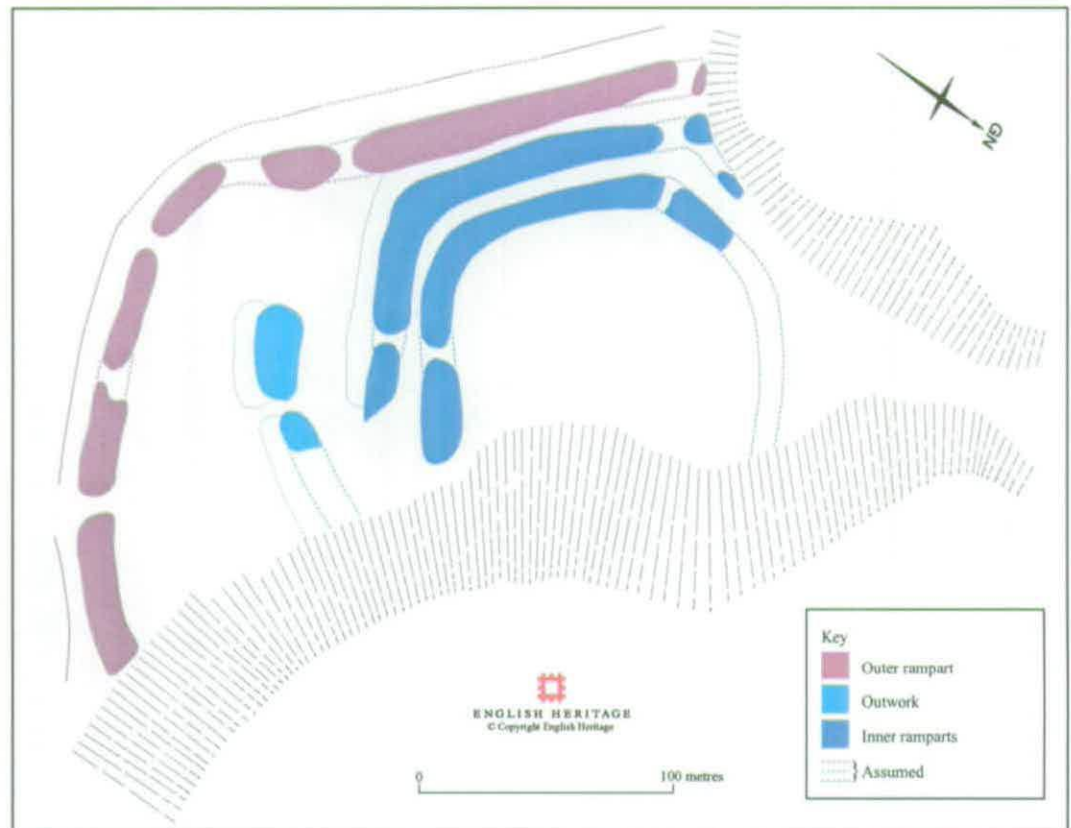 GN
Key
Outer rampart
Outwork
Inner ramparts
Assumed
ENGLISH HERITAGE
© Copyright English Heritage
0 100 metres